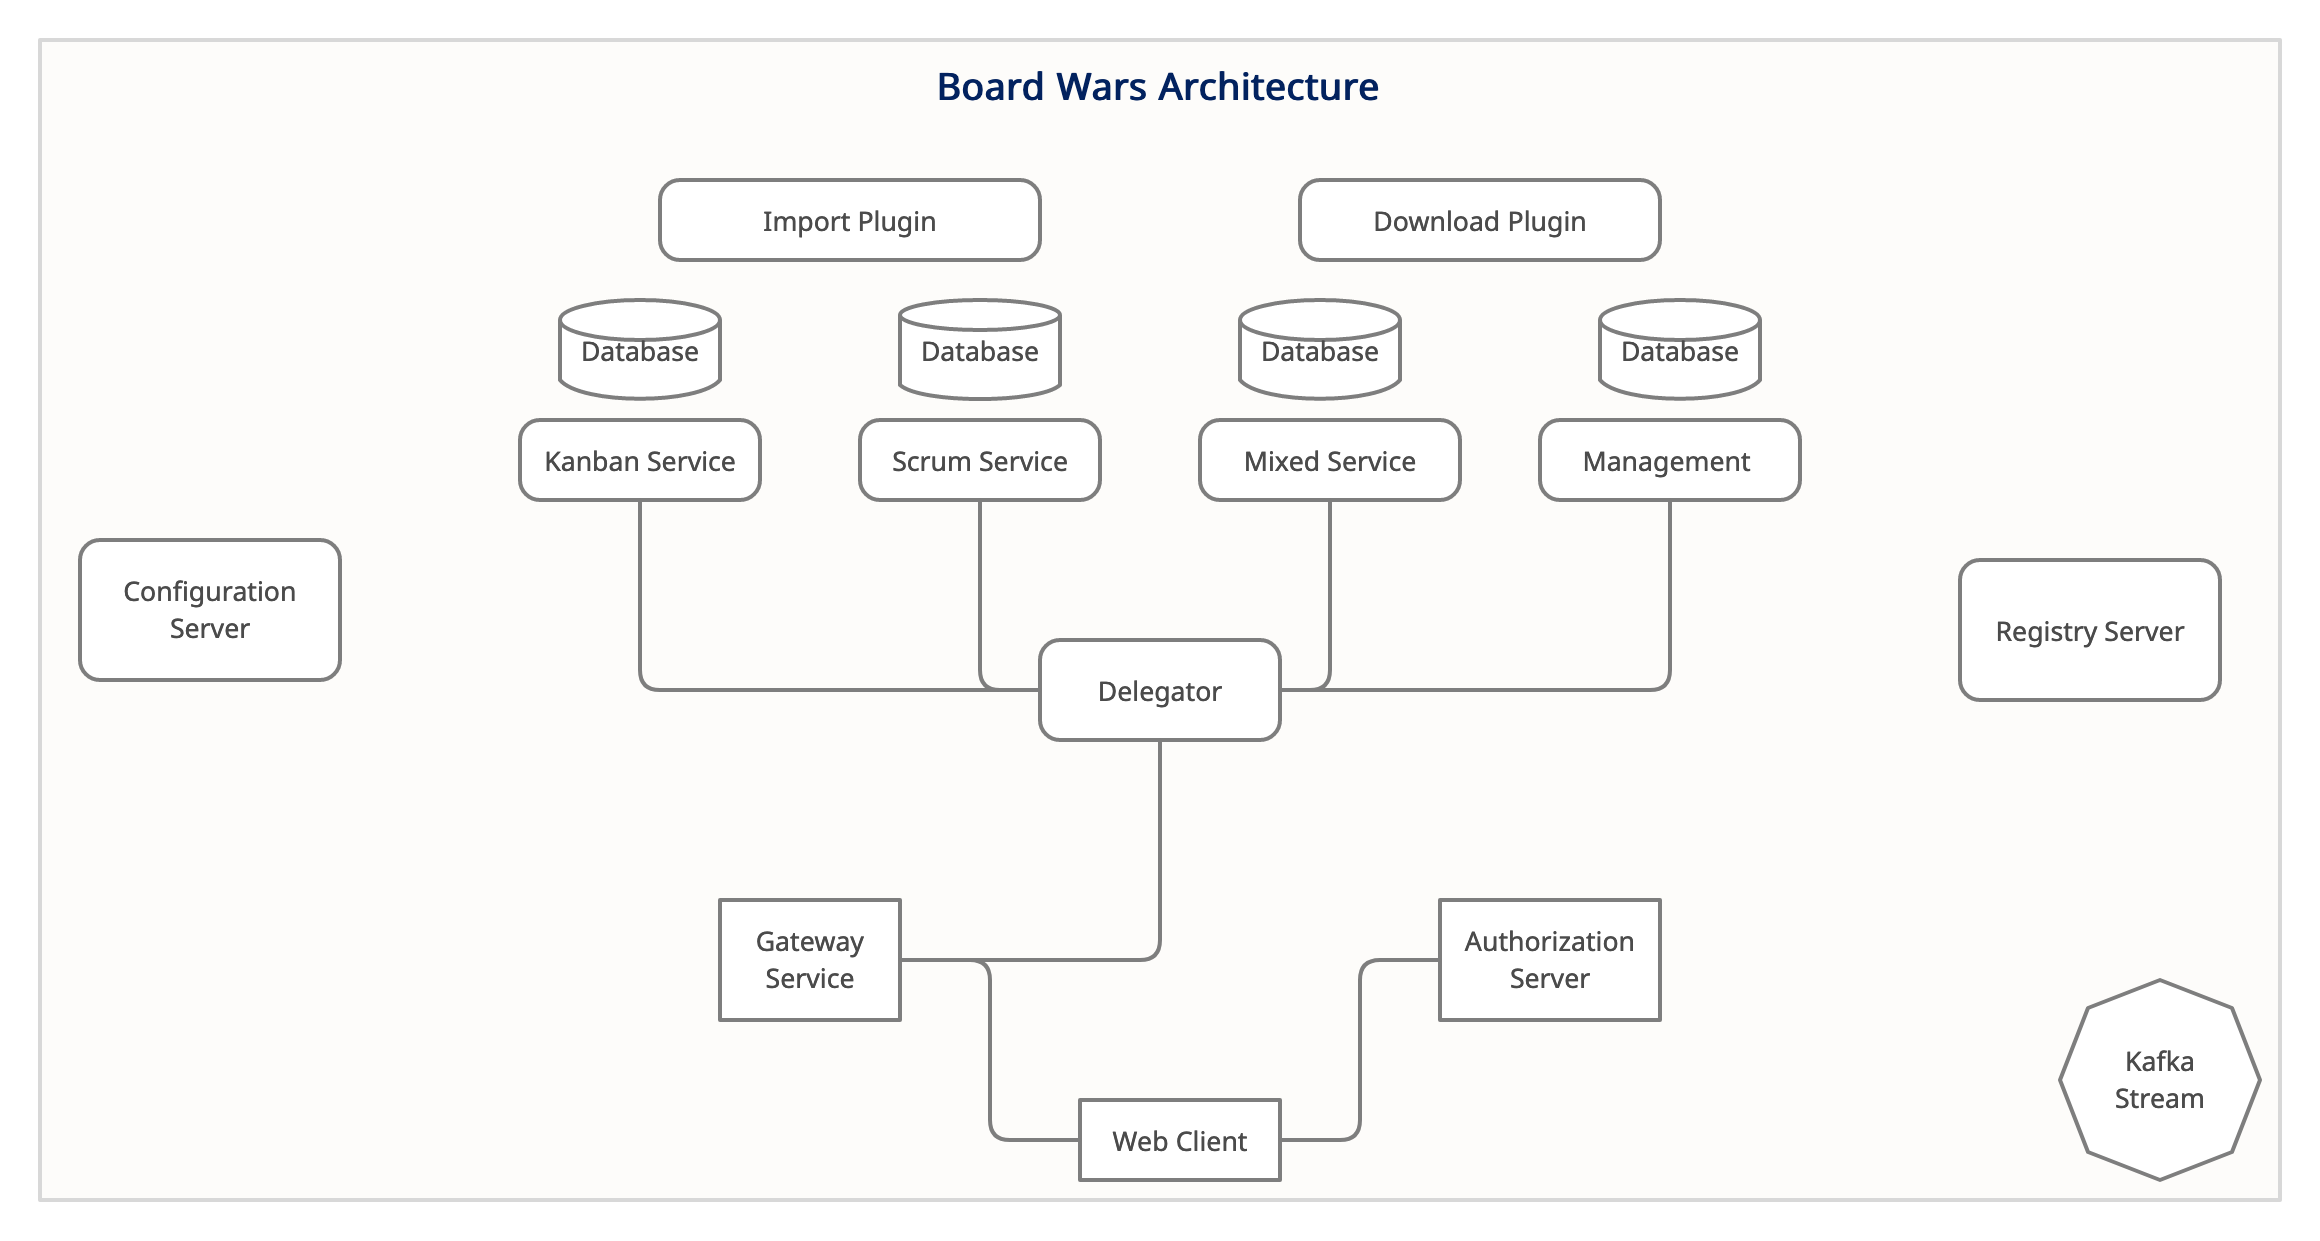 Board Wars Architecture
Import Plugin
Download Plugin
Database
Database
Database
Database
Kanban Service
Scrum Service
Mixed Service
Management
Configuration
Server
Registry Server
Delegator
Gateway
Service
Authorization
Server
Kafka
Stream
Web Client